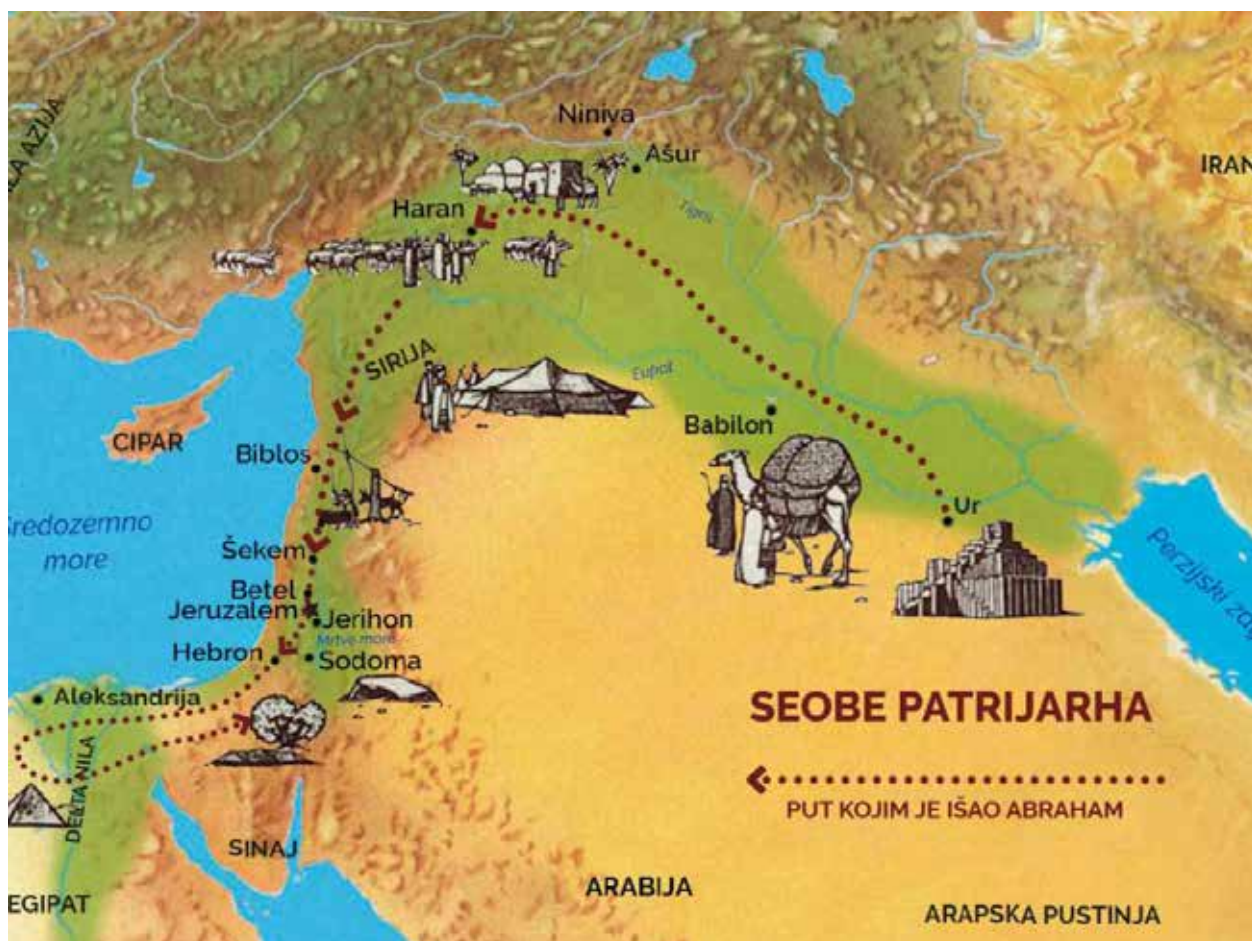 Niniva
Ašur
IRAN
Haran
Tigris
SIRIJA
Eufrat
CIPAR
Biblos
Babilon
Ur
Sredozemno
more
Perzijski
Šekem
Betel
Jeruzalem
Jerihon
Mrtvo more
Hebron
Sodoma
Aleksandrija
SEOBE PATRIJARHA
DELTA NILA
PUT KOJIM JE IŠAO ABRAHAM
SINAJ
ARABIJA
EGIPAT
ARAPSKA PUSTINJA